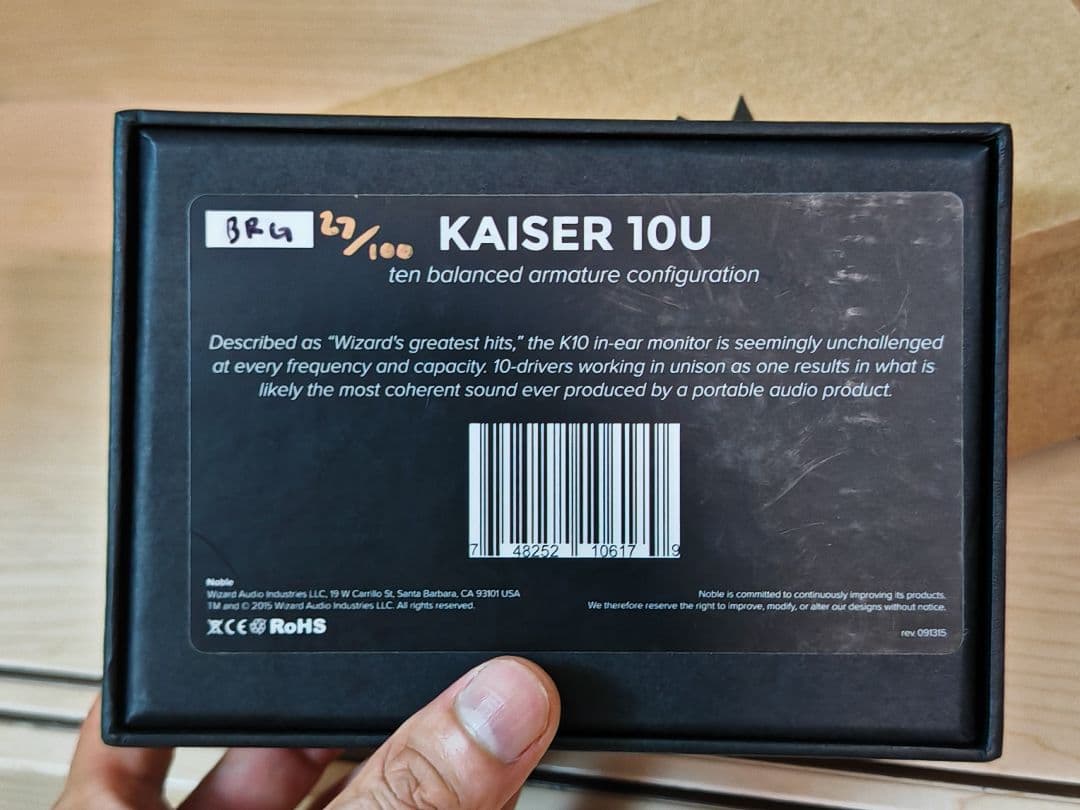 BRG 27/100 KAISER 10U
ten balanced armature configuration
Described as “Wizard's greatest hits,” the K10 in-ear monitor is seemingly unchallenged
at every frequency and capacity. 10-drivers working in unison as one results in what is
likely the most coherent sound ever produced by a portable audio product.
7 48252 10617 9
Noble
Wizard Audio Industries LLC, 19 W Carrillo St, Santa Barbara, CA 93101 USA
TM and © 2015 Wizard Audio Industries LLC. All rights reserved.
CE RoHS
Noble is committed to continuously improving its products.
We therefore reserve the right to improve, modify, or alter our designs without notice.
rev 091315